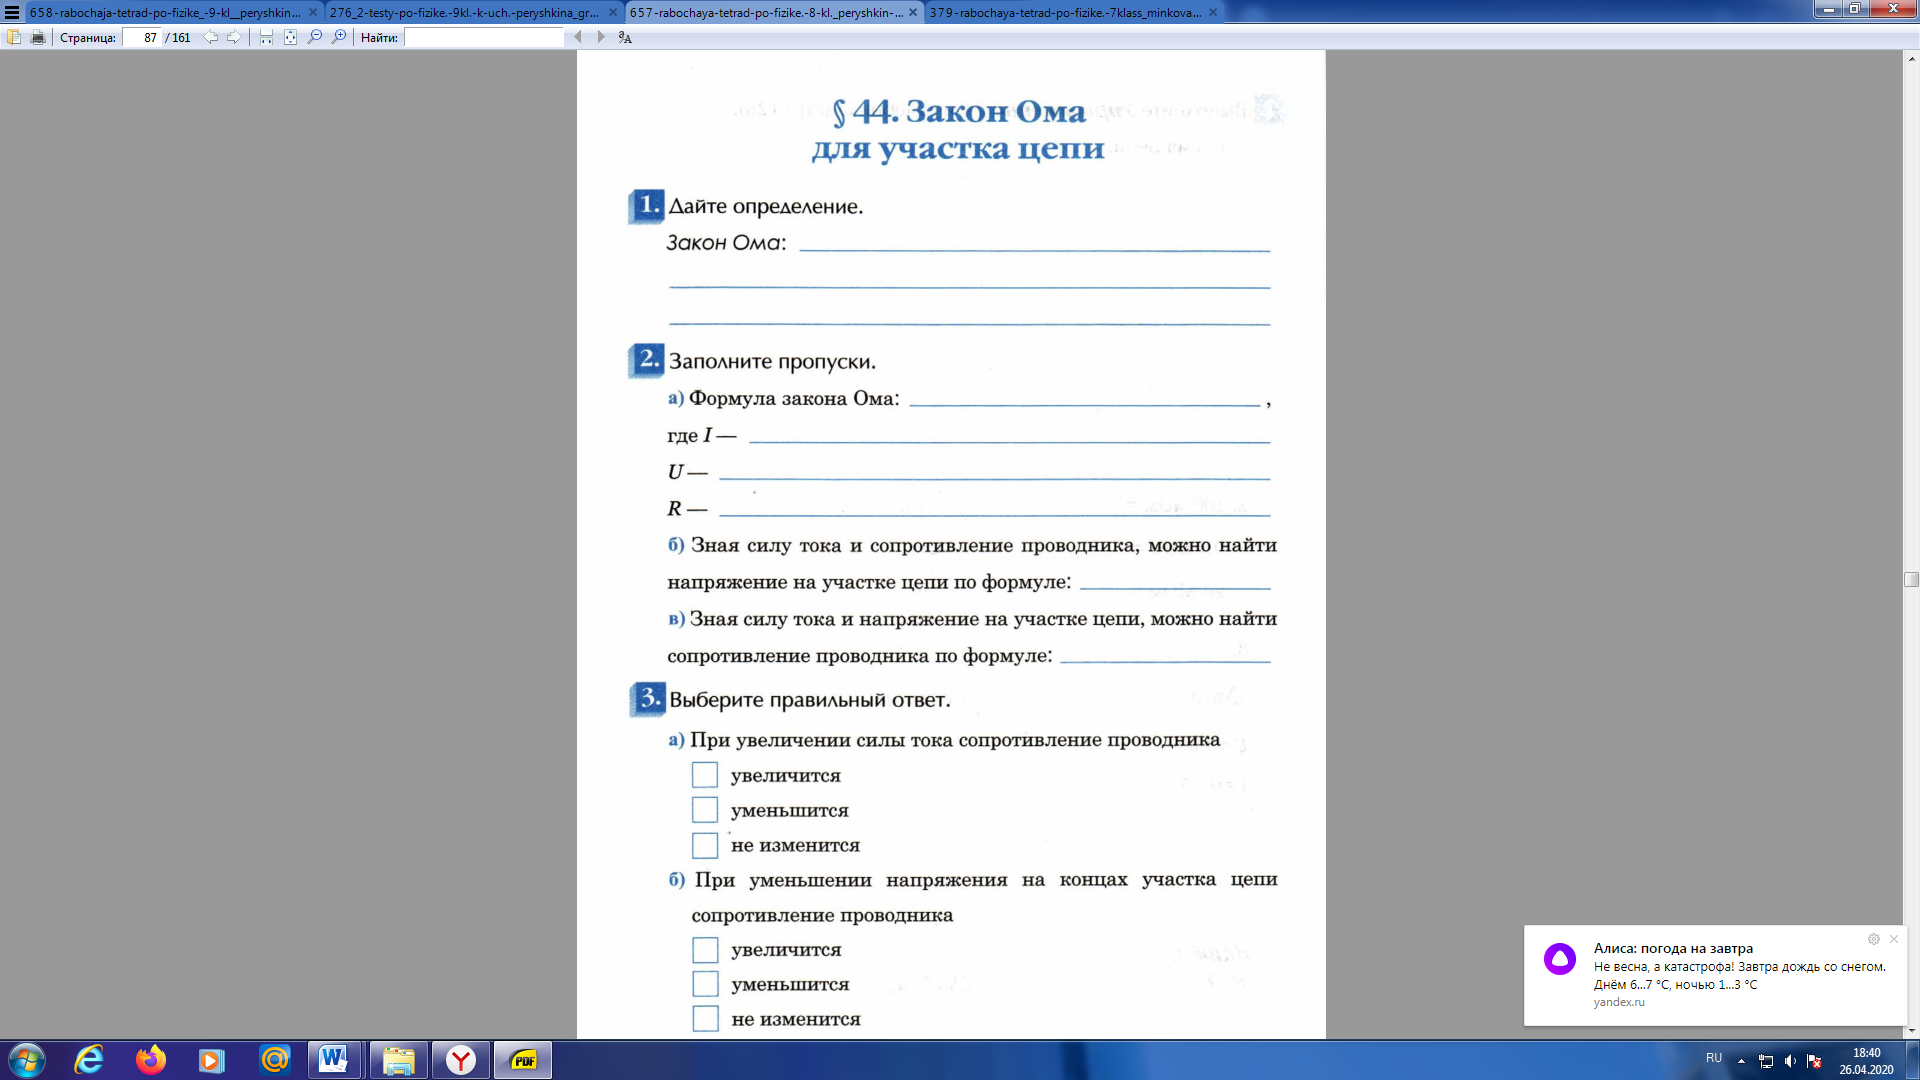 658-rabochaja-tetrad-po-fizike_-9-kl__peryshkin...
276_2-testy-po-fizike.-9kl.-k-uch.-peryshkina_gr...
657-rabochaya-tetrad-po-fizike.-8-kl._peryshkin-...
379-rabochaya-tetrad-po-fizike.-7klass_minkova...
Страница: 87 / 161 Найти:
§ 44. Закон Ома
для участка цепи
1. Дайте определение.
Закон Ома:
2. Заполните пропуски.
а) Формула закона Ома: ,
где I —
U —
R —
б) Зная силу тока и сопротивление проводника, можно найти
напряжение на участке цепи по формуле:
в) Зная силу тока и напряжение на участке цепи, можно найти
сопротивление проводника по формуле:
3. Выберите правильный ответ.
а) При увеличении силы тока сопротивление проводника
увеличится
уменьшится
не изменится
б) При уменьшении напряжения на концах участка цепи
сопротивление проводника
увеличится
уменьшится
не изменится
Алиса: погода на завтра
Не весна, а катастрофа! Завтра дождь со снегом.
Днём 6...7 °C, ночью 1...3 °C
yandex.ru
PDF
RU
18:40
26.04.2020